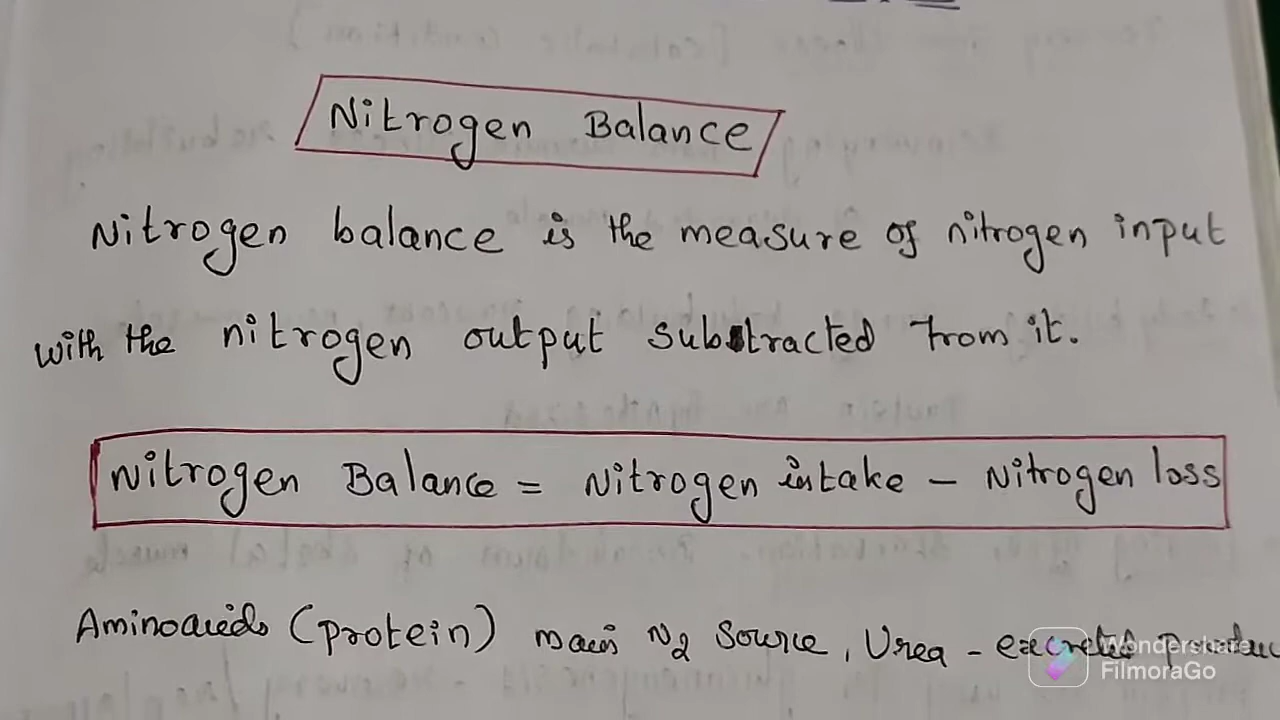 Nitrogen Balance
Nitrogen balance is the measure of nitrogen input
with the nitrogen output substracted from it.
Nitrogen Balance = Nitrogen intake - Nitrogen loss
Aminoacids (protein) main N2 source, Urea - excreted
Wondershare
FilmoraGo